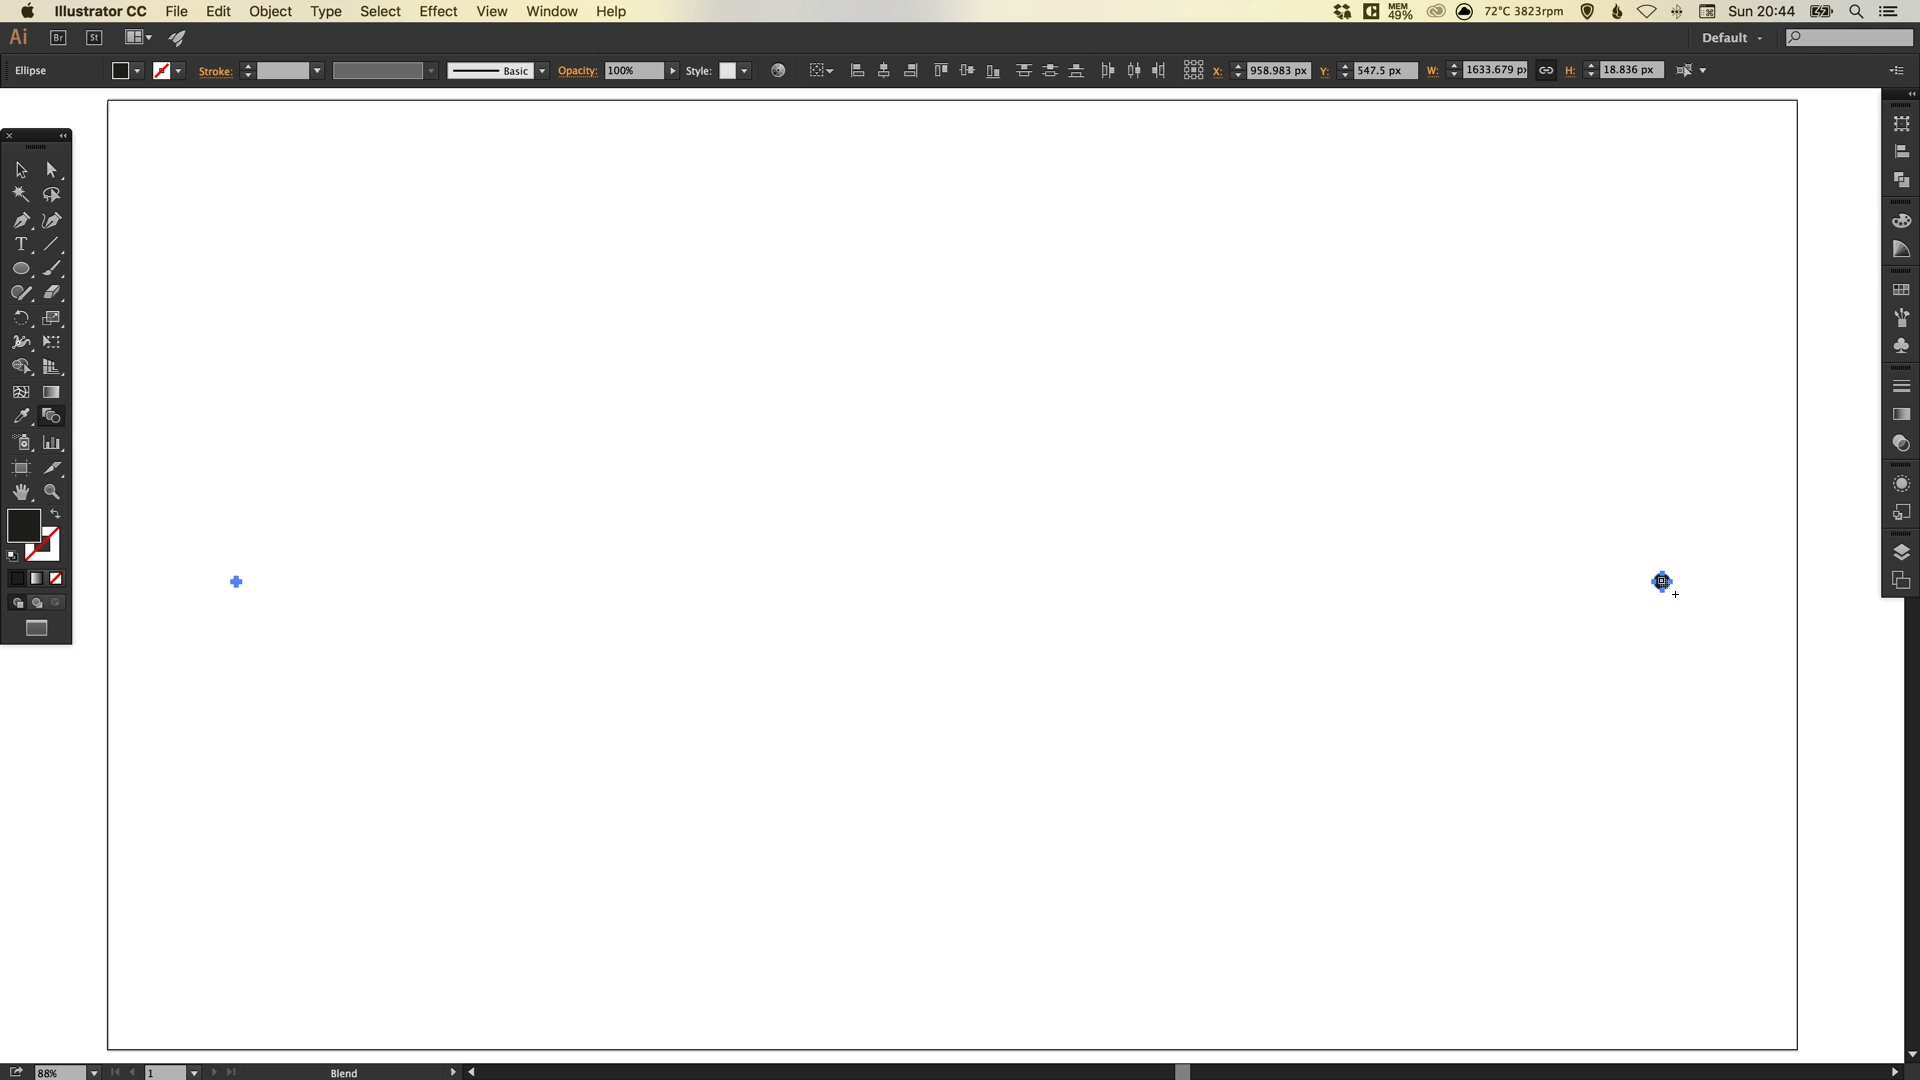 Illustrator CC File Edit Object Type Select Effect View Window Help MEM 49% 72°C 3823rpm Sun 20:44
Ai Br St Default
Ellipse Stroke: Basic Opacity: 100% Style: X: 958.983 px Y: 547.5 px W: 1633.679 px H: 18.836 px
T
88% 1 Blend